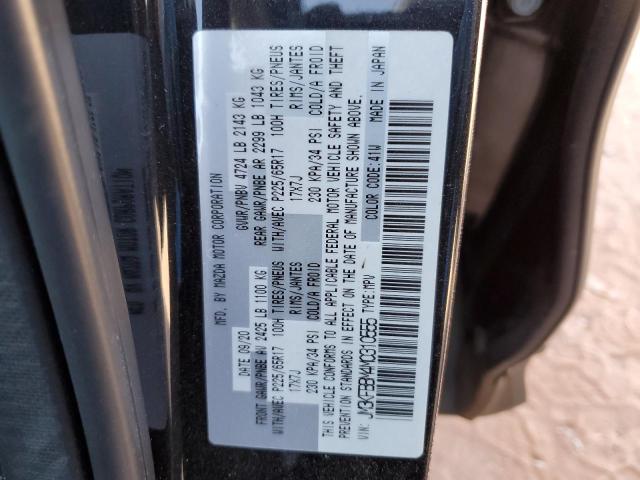 MFD. BY MAZDA MOTOR CORPORATION
DATE 09/20 GVWR/PNBV 4724 LB 2143 KG
FRONT GAWR/PNBE AV 2425 LB 1100 KG REAR GAWR/PNBE AR 2299 LB 1043 KG
WITH/AVEC P225/65R17 100H TIRES/PNEUS WITH/AVEC P225/65R17 100H TIRES/PNEUS
17X7J RIMS/JANTES 17X7J RIMS/JANTES
230 KPA/34 PSI COLD/A FROID 230 KPA/34 PSI COLD/A FROID
THIS VEHICLE CONFORMS TO ALL APPLICABLE FEDERAL MOTOR VEHICLE SAFETY AND THEFT
PREVENTION STANDARDS IN EFFECT ON THE DATE OF MANUFACTURE SHOWN ABOVE.
VIN: TYPE:MPV COLOR CODE:41W MADE IN JAPAN